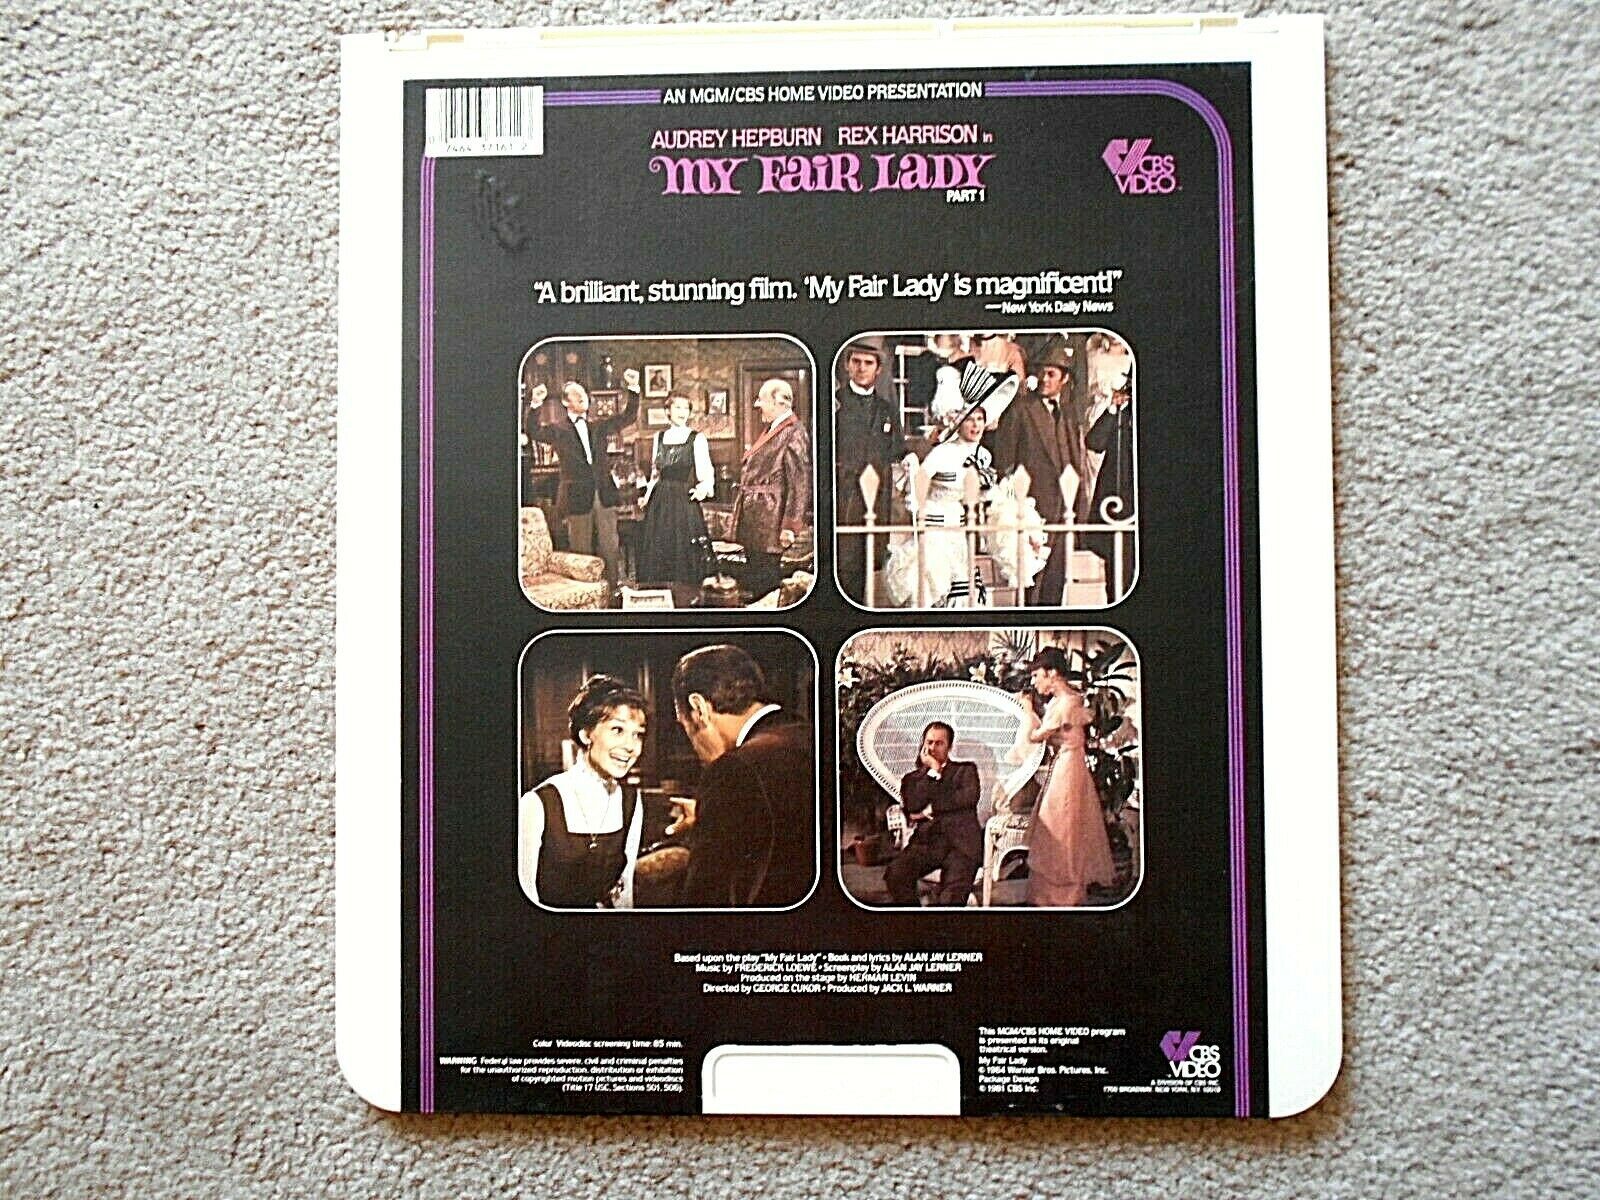 AN MGM/CBS HOME VIDEO PRESENTATION
AUDREY HEPBURN REX HARRISON in
MY FAIR LADY
PART 1
CBS
VIDEO
7464 37161 2
“A brilliant, stunning film. ‘My Fair Lady’ is magnificent!”
—New York Daily News
Based upon the play "My Fair Lady" • Book and lyrics by ALAN JAY LERNER
Music by FREDERICK LOEWE • Screenplay by ALAN JAY LERNER
Produced on the stage by HERMAN LEVIN
Directed by GEORGE CUKOR • Produced by JACK L. WARNER
Color Videodisc screening time: 85 min.
WARNING Federal law provides severe, civil and criminal penalties
for the unauthorized reproduction, distribution or exhibition
of copyrighted motion pictures and videodiscs
(Title 17 USC, Sections 501, 506).
This MGM/CBS HOME VIDEO program
is presented in its original
theatrical version.
My Fair Lady
© 1964 Warner Bros. Pictures, Inc.
Package Design
© 1981 CBS Inc.
CBS
VIDEO
A DIVISION OF CBS INC.
1700 BROADWAY, NEW YORK, N.Y. 10019